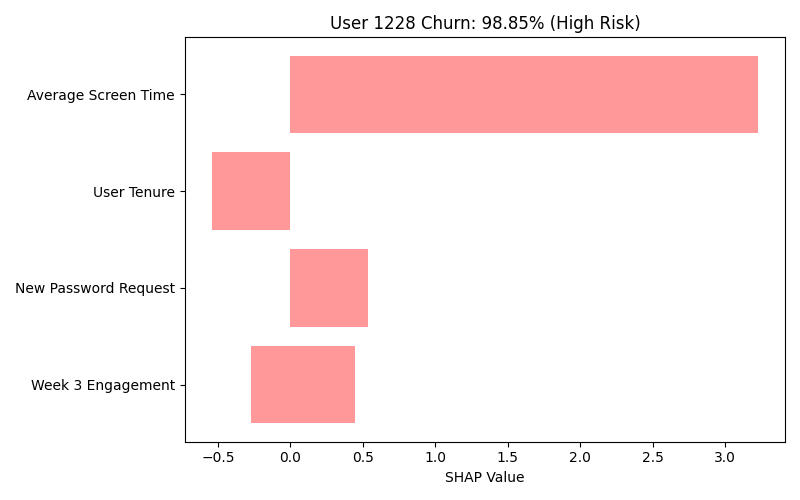 User 1228 Churn: 98.85% (High Risk)
Average Screen Time
User Tenure
New Password Request
Week 3 Engagement
−0.5 0.0 0.5 1.0 1.5 2.0 2.5 3.0
SHAP Value